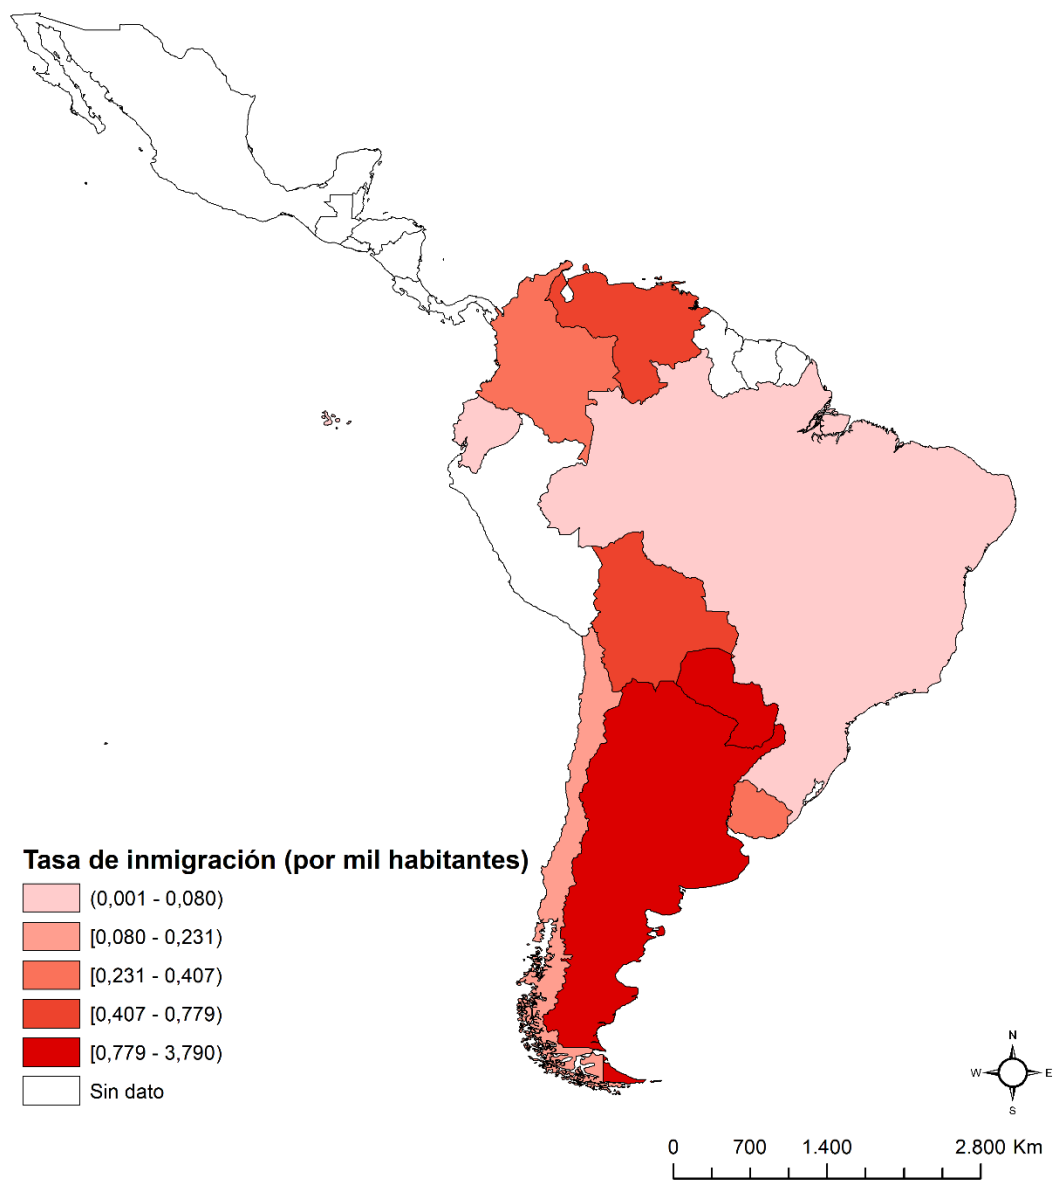 Tasa de inmigración (por mil habitantes)
(0,001 - 0,080)
[0,080 - 0,231)
[0,231 - 0,407)
[0,407 - 0,779)
[0.779 - 3,790)
Sin dato
N
W E
S
0 700 1.400 2.800 Km